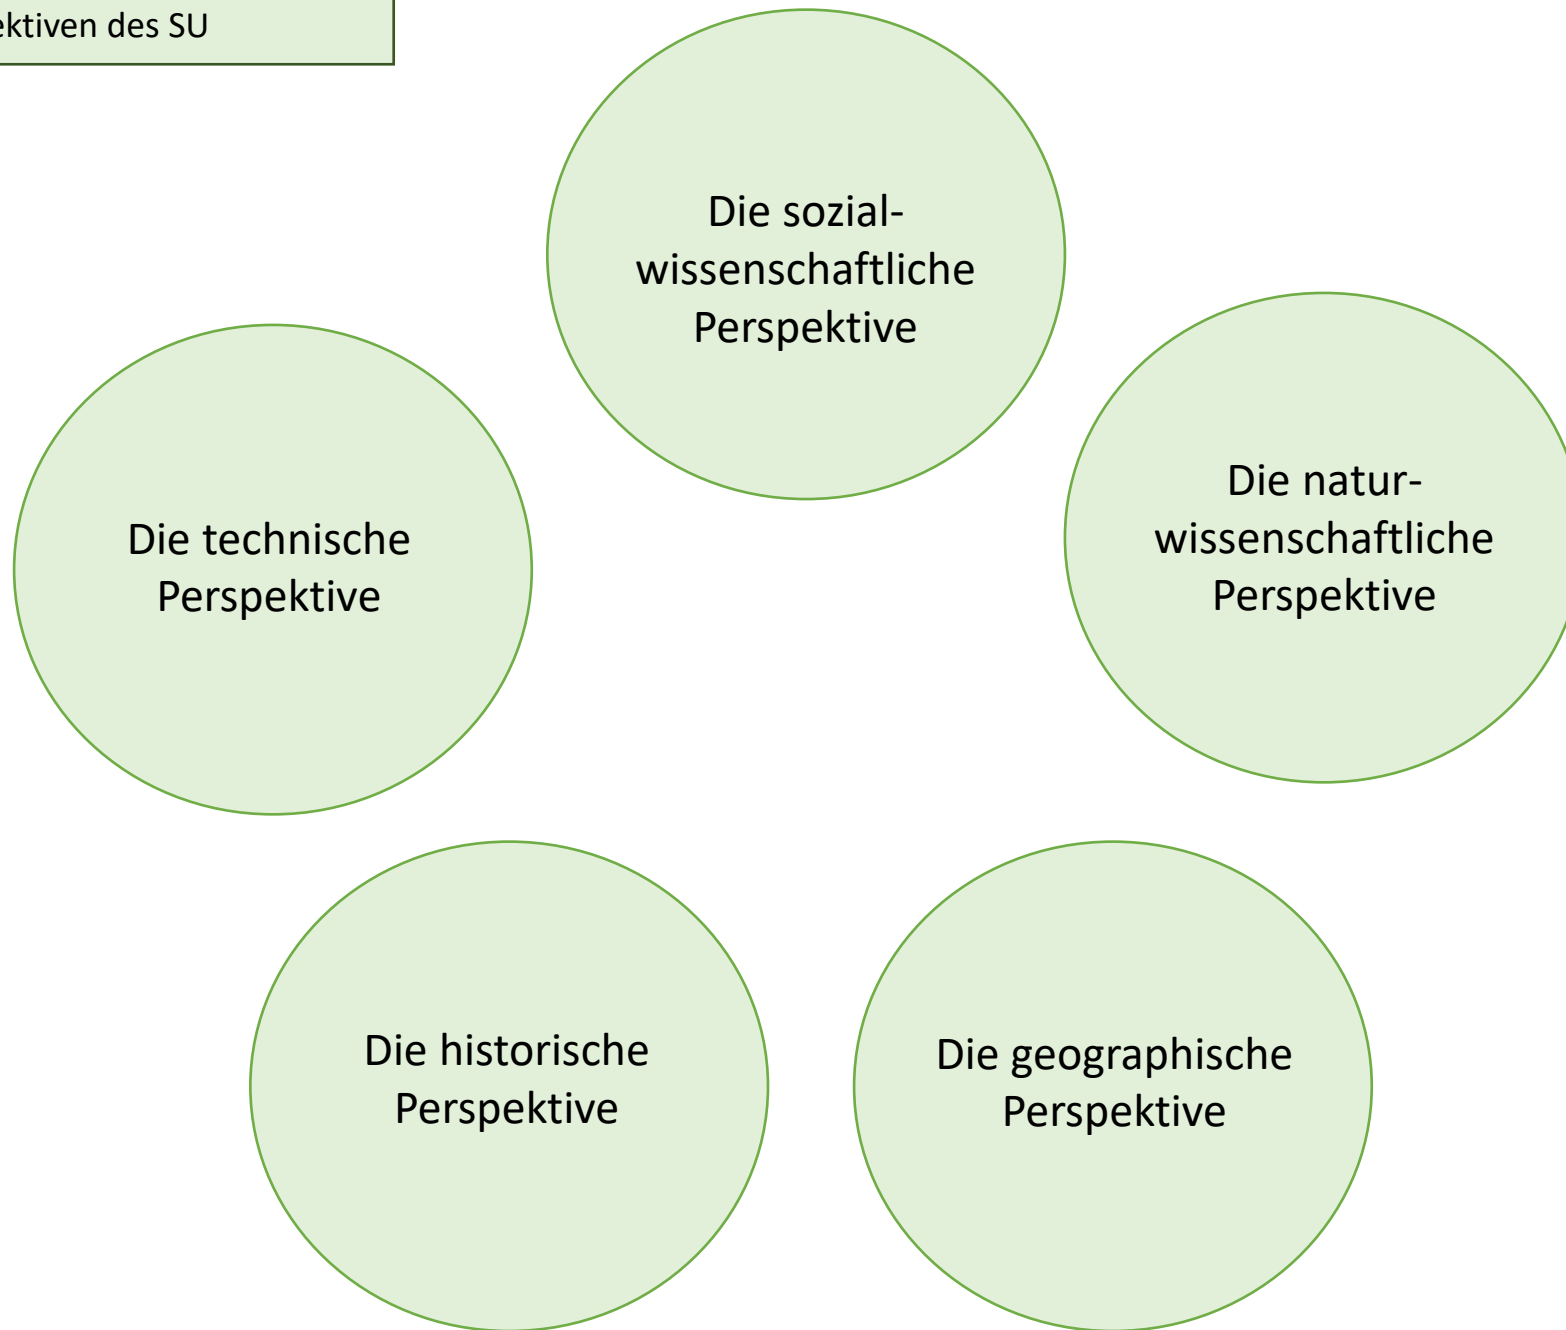 ektiven des SU
Die sozial-
wissenschaftliche
Perspektive
Die natur-
wissenschaftliche
Perspektive
Die technische
Perspektive
Die historische
Perspektive
Die geographische
Perspektive